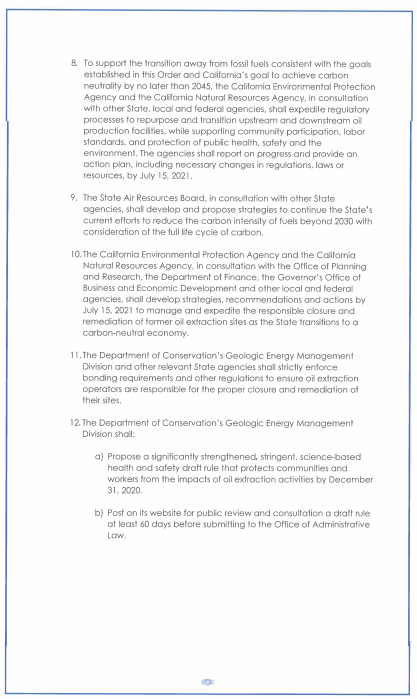 8. To support the transition away from fossil fuels consistent with the goals
established in this Order and California's goal to achieve carbon
neutrality by no later than 2045, the California Environmental Protection
Agency and the California Natural Resources Agency, in consultation
with other State, local and federal agencies, shall expedite regulatory
processes to repurpose and transition upstream and downstream oil
production facilities, while supporting community participation, labor
standards, and protection of public health, safety and the
environment. The agencies shall report on progress and provide an
action plan, including necessary changes in regulations, laws or
resources, by July 15, 2021.
9. The State Air Resources Board, in consultation with other State
agencies, shall develop and propose strategies to continue the State's
current efforts to reduce the carbon intensity of fuels beyond 2030 with
consideration of the full life cycle of carbon.
10. The California Environmental Protection Agency and the California
Natural Resources Agency, in consultation with the Office of Planning
and Research, the Department of Finance, the Governor's Office of
Business and Economic Development and other local and federal
agencies, shall develop strategies, recommendations and actions by
July 15, 2021 to manage and expedite the responsible closure and
remediation of former oil extraction sites as the State transitions to a
carbon-neutral economy.
11. The Department of Conservation's Geologic Energy Management
Division and other relevant State agencies shall strictly enforce
bonding requirements and other regulations to ensure oil extraction
operators are responsible for the proper closure and remediation of
their sites.
12. The Department of Conservation's Geologic Energy Management
Division shall:
a) Propose a significantly strengthened, stringent, science-based
health and safety draft rule that protects communities and
workers from the impacts of oil extraction activities by December
31, 2020.
b) Post on its website for public review and consultation a draft rule
at least 60 days before submitting to the Office of Administrative
Law.